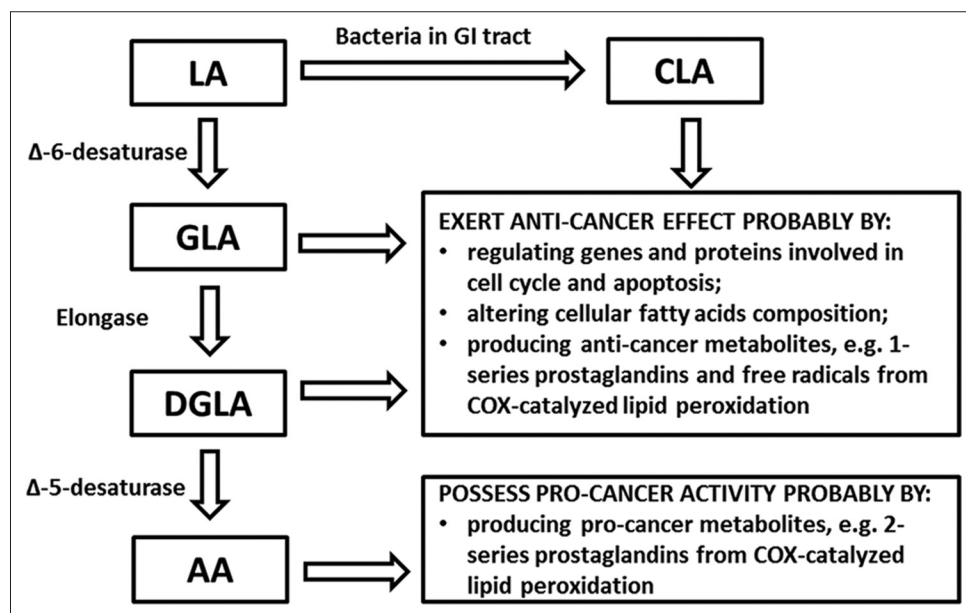 Bacteria in GI tract
LA
CLA
Δ-6-desaturase
GLA
EXERT ANTI-CANCER EFFECT PROBABLY BY:
• regulating genes and proteins involved in
cell cycle and apoptosis;
• altering cellular fatty acids composition;
• producing anti-cancer metabolites, e.g. 1-
series prostaglandins and free radicals from
COX-catalyzed lipid peroxidation
Elongase
DGLA
Δ-5-desaturase
POSSESS PRO-CANCER ACTIVITY PROBABLY BY:
• producing pro-cancer metabolites, e.g. 2-
series prostaglandins from COX-catalyzed
lipid peroxidation
AA